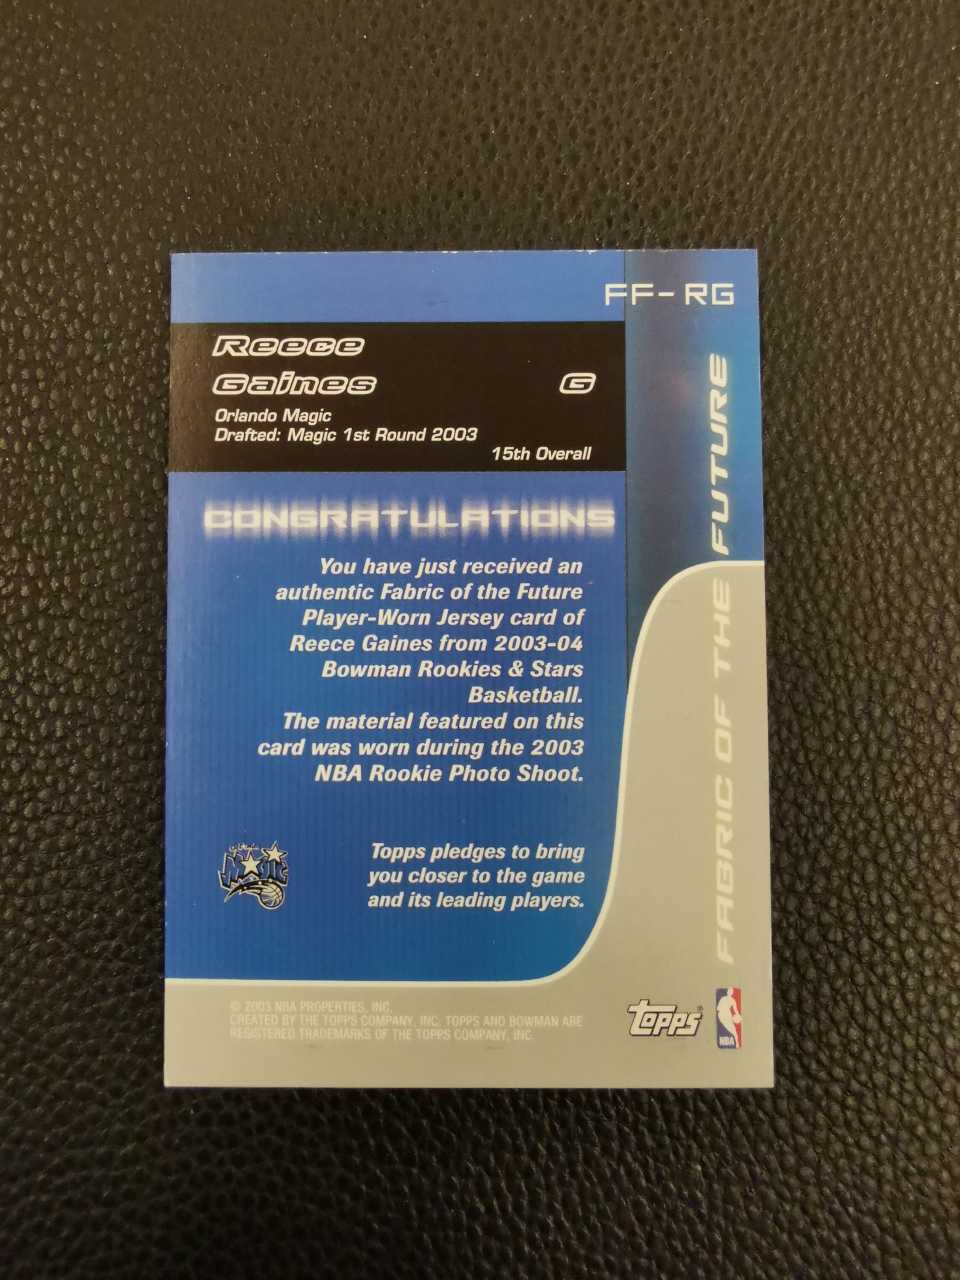 FF-RG
Reece
Gaines G
Orlando Magic
Drafted: Magic 1st Round 2003
15th Overall
CONGRATULATIONS
You have just received an
authentic Fabric of the Future
Player-Worn Jersey card of
Reece Gaines from 2003-04
Bowman Rookies & Stars
Basketball.
The material featured on this
card was worn during the 2003
NBA Rookie Photo Shoot.
Topps pledges to bring
you closer to the game
and its leading players.
MAGIC
FABRIC OF THE FUTURE
© 2003 NBA PROPERTIES, INC.
CREATED BY THE TOPPS COMPANY, INC. TOPPS AND BOWMAN ARE
REGISTERED TRADEMARKS OF THE TOPPS COMPANY, INC.
Topps
NBA